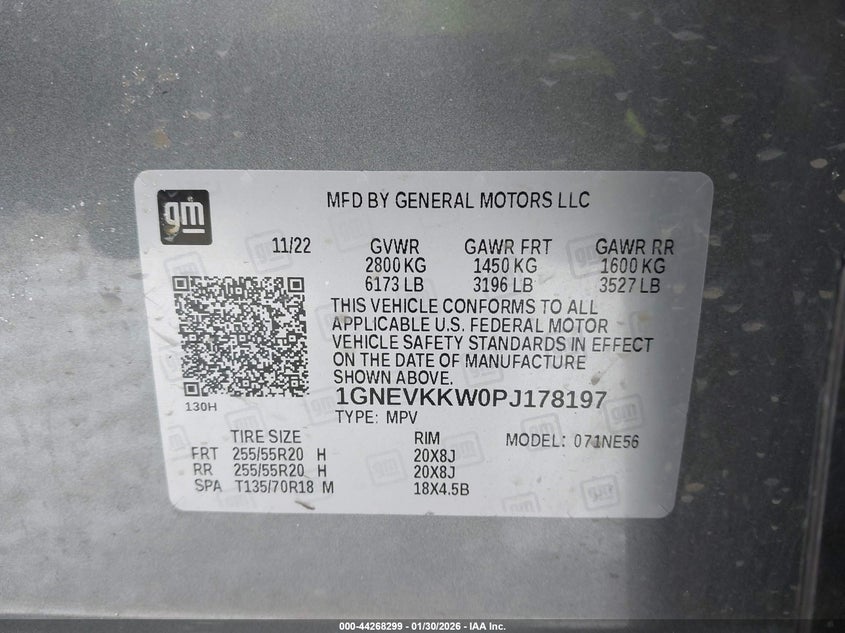 gm
MFD BY GENERAL MOTORS LLC
11/22 GVWR GAWR FRT GAWR RR
2800 KG 1450 KG 1600 KG
6173 LB 3196 LB 3527 LB
THIS VEHICLE CONFORMS TO ALL
APPLICABLE U.S. FEDERAL MOTOR
VEHICLE SAFETY STANDARDS IN EFFECT
ON THE DATE OF MANUFACTURE
SHOWN ABOVE.
1GNEVKKW0PJ178197
130H
TYPE: MPV
TIRE SIZE RIM MODEL: 071NE56
FRT 255/55R20 H 20X8J
RR 255/55R20 H 20X8J
SPA T135/70R18 M 18X4.5B
000-44268299 — 01/30/2026 — IAA Inc.